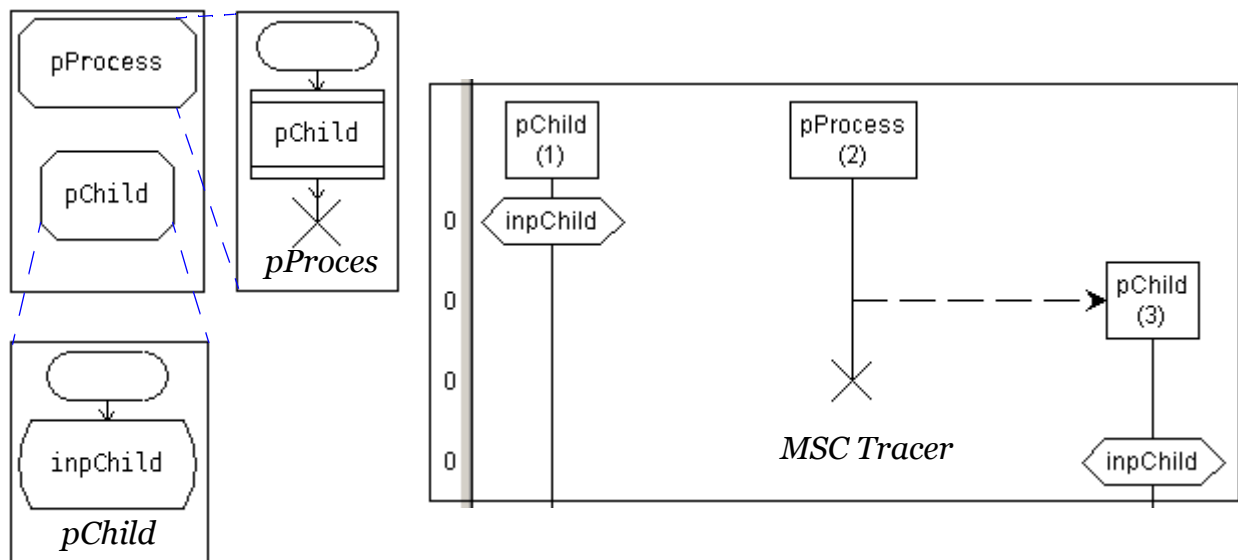 pProcess
pChild
pChild
pProces
inpChild
pChild
pChild
(1)
pProcess
(2)
0
inpChild
0
pChild
(3)
0
MSC Tracer
0
inpChild